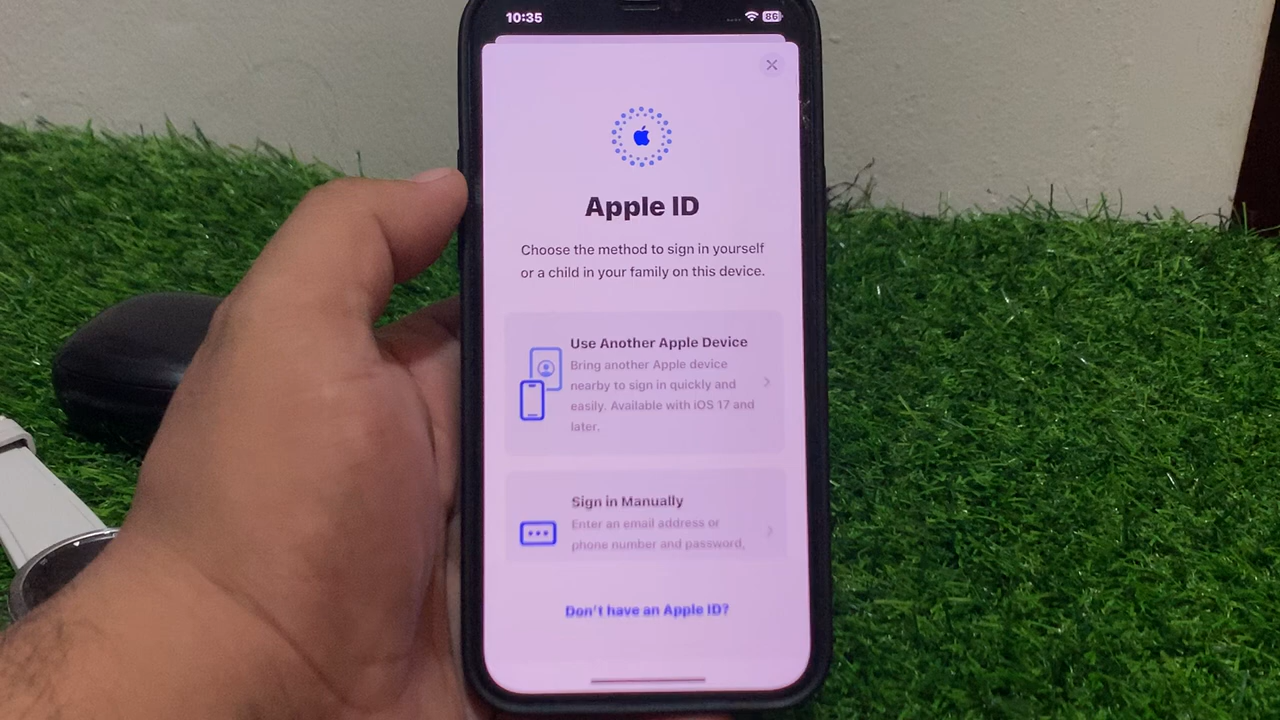 10:35
86
Apple ID
Choose the method to sign in yourself
or a child in your family on this device.
Use Another Apple Device
Bring another Apple device
nearby to sign in quickly and
easily. Available with iOS 17 and
later.
Sign in Manually
Enter an email address or
phone number and password,
Don't have an Apple ID?